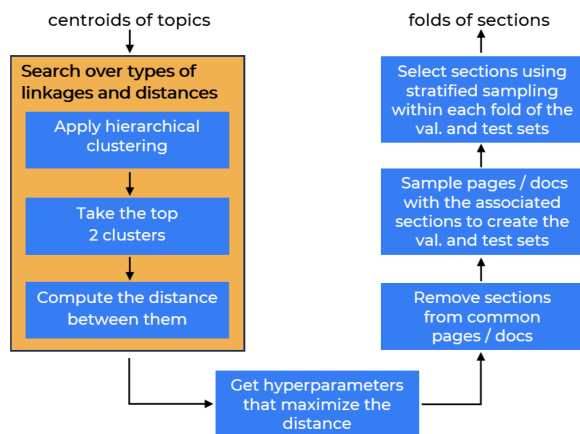 centroids of topics
Search over types of
linkages and distances
Apply hierarchical
clustering
Take the top
2 clusters
Compute the distance
between them
Get hyperparameters
that maximize the
distance
Remove sections
from common
pages / docs
Sample pages / docs
with the associated
sections to create the
val. and test sets
Select sections using
stratified sampling
within each fold of the
val. and test sets
folds of sections